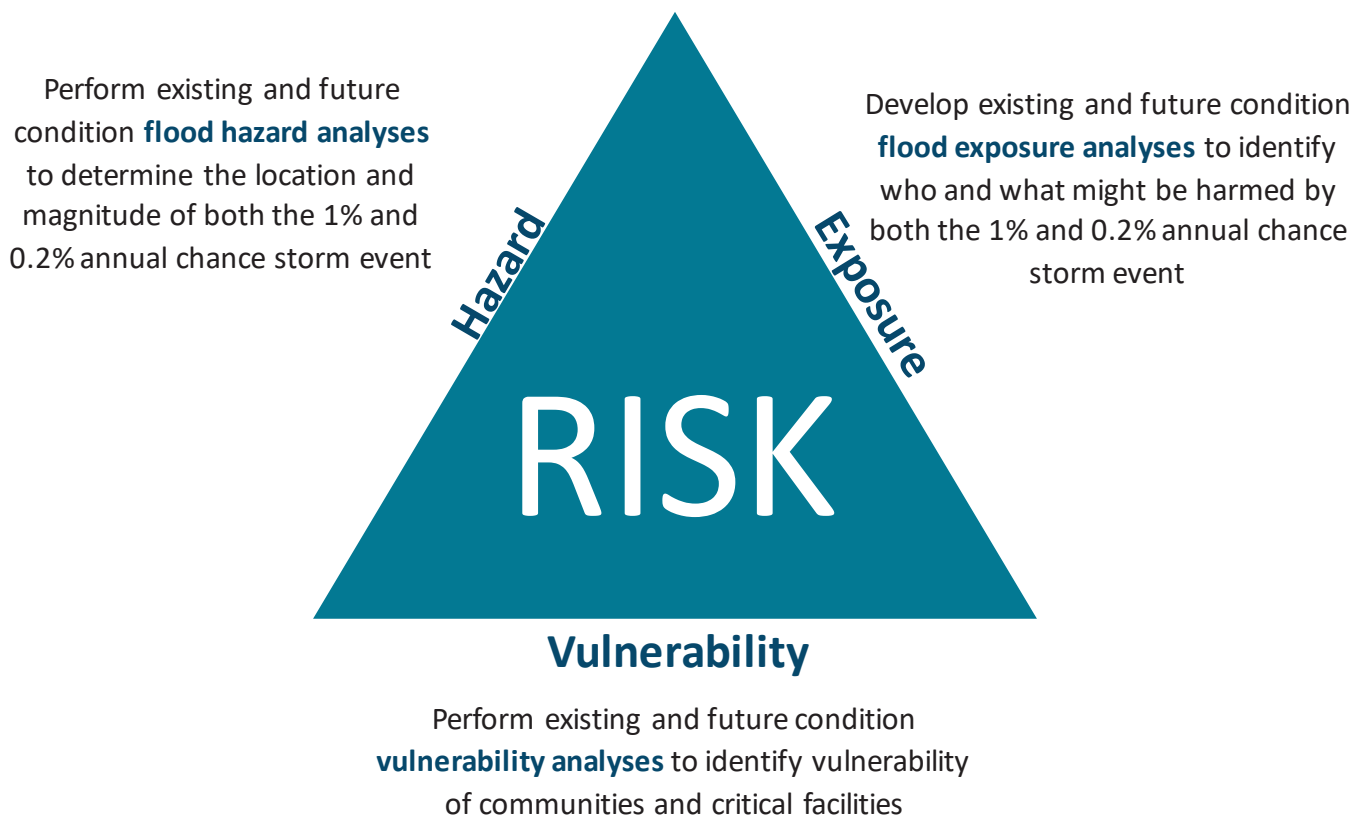 Perform existing and future
condition flood hazard analyses
to determine the location and
magnitude of both the 1% and
0.2% annual chance storm event
Hazard
Develop existing and future condition
flood exposure analyses to identify
who and what might be harmed by
both the 1% and 0.2% annual chance
storm event
Exposure
RISK
Vulnerability
Perform existing and future condition
vulnerability analyses to identify vulnerability
of communities and critical facilities